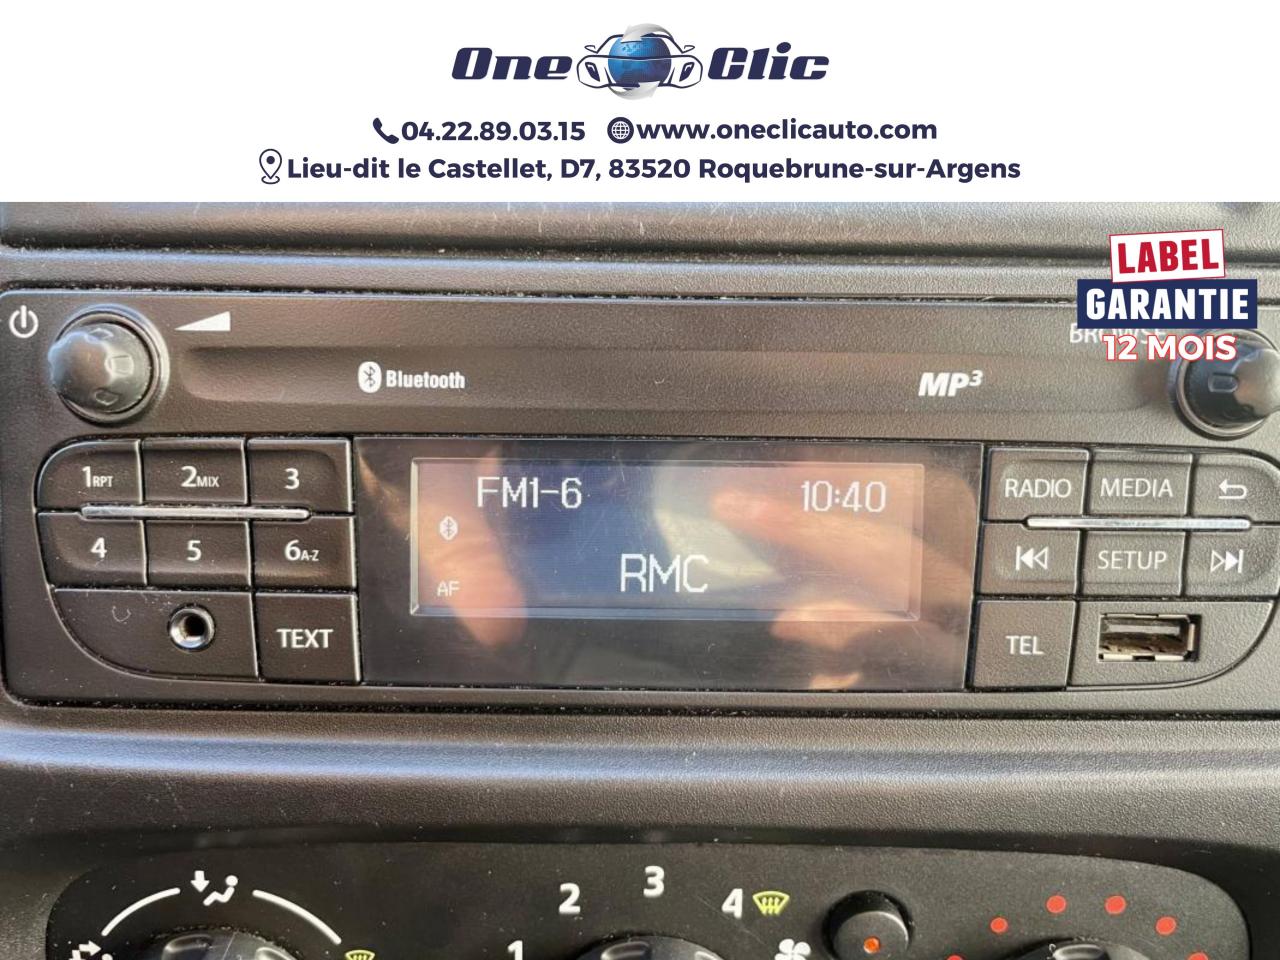 One Clic
04.22.89.03.15 www.oneclicauto.com
Lieu-dit le Castellet, D7, 83520 Roquebrune-sur-Argens
LABEL
GARANTIE
BROWSE
12 MOIS
Bluetooth
MP3
1RPT 2MIX 3
FM1-6 10:40
RADIO MEDIA
4 5 6A-Z
AF RMC
SETUP
TEXT
TEL
1 2 3 4